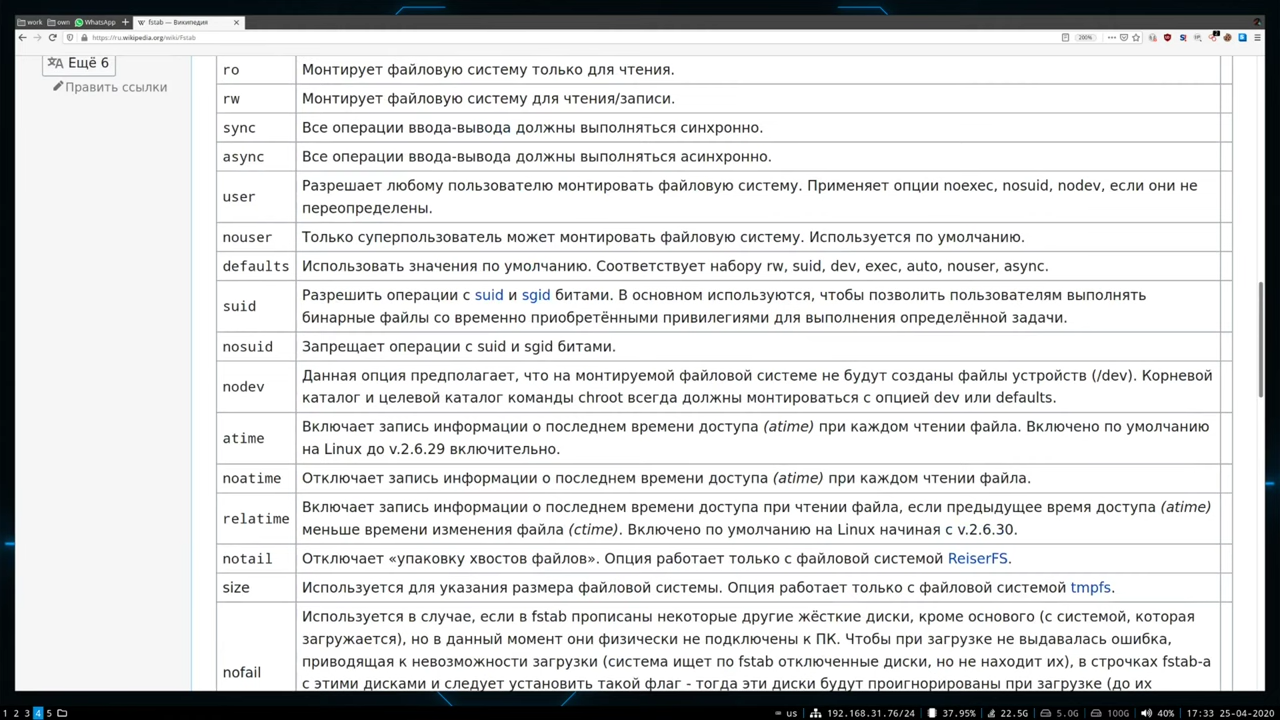 work own WhatsApp + fstab — Википедия
https://ru.wikipedia.org/wiki/Fstab 200%
Ещё 6
Править ссылки
ro Монтирует файловую систему только для чтения.
rw Монтирует файловую систему для чтения/записи.
sync Все операции ввода-вывода должны выполняться синхронно.
async Все операции ввода-вывода должны выполняться асинхронно.
user Разрешает любому пользователю монтировать файловую систему. Применяет опции noexec, nosuid, nodev, если они не
переопределены.
nouser Только суперпользователь может монтировать файловую систему. Используется по умолчанию.
defaults Использовать значения по умолчанию. Соответствует набору rw, suid, dev, exec, auto, nouser, async.
suid Разрешить операции с suid и sgid битами. В основном используются, чтобы позволить пользователям выполнять
бинарные файлы со временно приобретёнными привилегиями для выполнения определённой задачи.
nosuid Запрещает операции с suid и sgid битами.
nodev Данная опция предполагает, что на монтируемой файловой системе не будут созданы файлы устройств (/dev). Корневой
каталог и целевой каталог команды chroot всегда должны монтироваться с опцией dev или defaults.
atime Включает запись информации о последнем времени доступа (atime) при каждом чтении файла. Включено по умолчанию
на Linux до v.2.6.29 включительно.
noatime Отключает запись информации о последнем времени доступа (atime) при каждом чтении файла.
relatime Включает запись информации о последнем времени доступа при чтении файла, если предыдущее время доступа (atime)
меньше времени изменения файла (ctime). Включено по умолчанию на Linux начиная с v.2.6.30.
notail Отключает «упаковку хвостов файлов». Опция работает только с файловой системой ReiserFS.
size Используется для указания размера файловой системы. Опция работает только с файловой системой tmpfs.
Используется в случае, если в fstab прописаны некоторые другие жёсткие диски, кроме основого (с системой, которая
загружается), но в данный момент они физически не подключены к ПК. Чтобы при загрузке не выдавалась ошибка,
приводящая к невозможности загрузки (система ищет по fstab отключенные диски, но не находит их), в строчках fstab-а
nofail с этими дисками и следует установить такой флаг - тогда эти диски будут проигнорированы при загрузке (до их
1 2 3 4 5 us 192.168.31.76/24 37.95% 22.5G 5.0G 100G 40% 17:33 25-04-2020